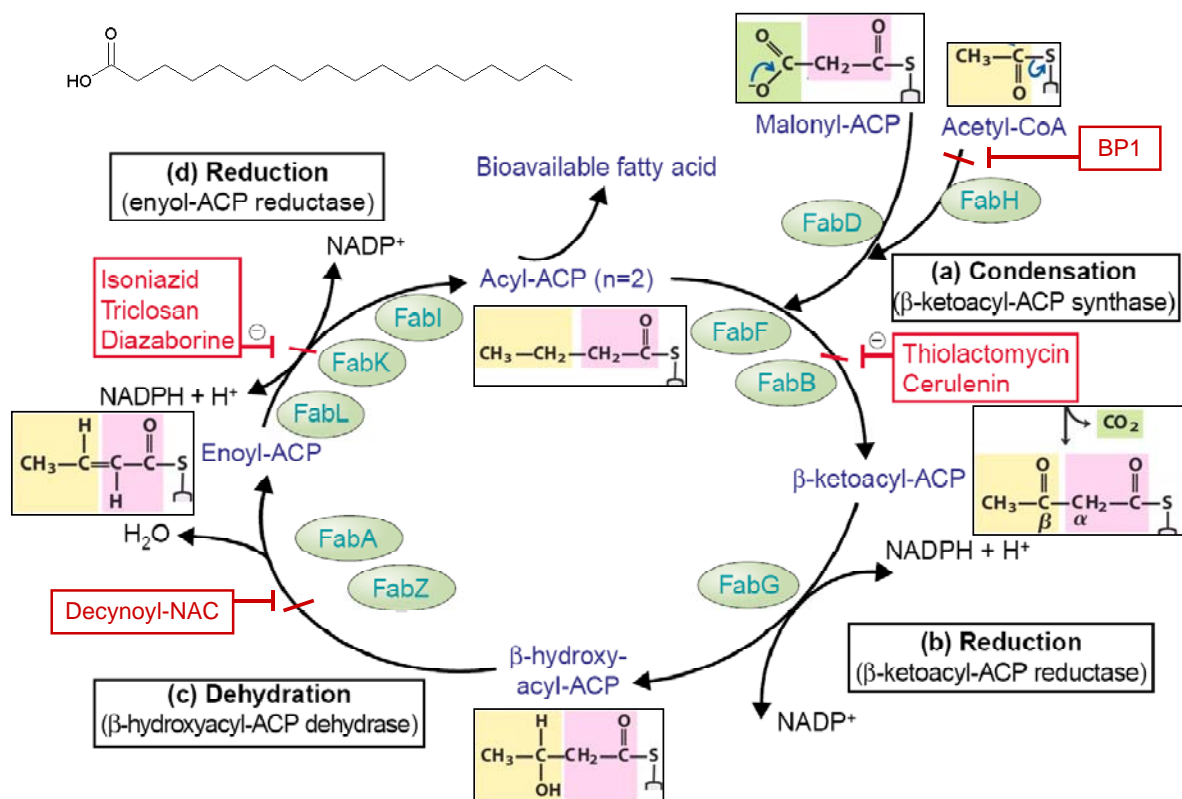 O
HO
O
C
O
−O
CH2
C
S
CH3
C
S
O
Malonyl-ACP
Acetyl-CoA
BP1
(d) Reduction
(enyol-ACP reductase)
Bioavailable fatty acid
FabD
FabH
NADP+
Isoniazid
Triclosan
Diazaborine
Acyl-ACP (n=2)
(a) Condensation
(β-ketoacyl-ACP synthase)
FabI
FabK
FabL
O
CH3
CH2
CH2
C
S
FabF
FabB
Thiolactomycin
Cerulenin
NADPH + H+
Enoyl-ACP
H
O
CH3
C
C
C
S
H
CO2
β-ketoacyl-ACP
O
O
CH3
C
CH2
C
S
β
α
H2O
FabA
FabZ
Decynoyl-NAC
FabG
NADPH + H+
(b) Reduction
(β-ketoacyl-ACP reductase)
β-hydroxy-
acyl-ACP
(c) Dehydration
(β-hydroxyacyl-ACP dehydrase)
NADP+
H
O
CH3
C
CH2
C
S
OH